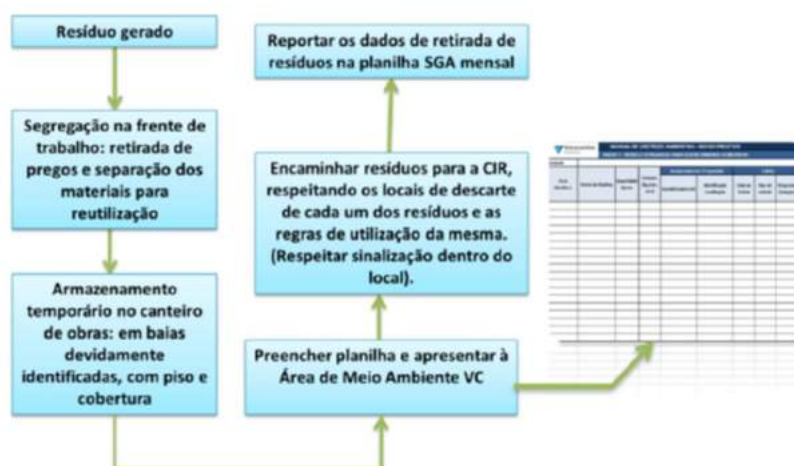 Resíduo gerado
Segregação na frente de
trabalho: retirada de
pregos e separação dos
materiais para
reutilização
Armazenamento
temporário no canteiro
de obras: em baias
devidamente
identificadas, com piso e
cobertura
Preencher planilha e apresentar à
Área de Meio Ambiente VC
Encaminhar resíduos para a CIR,
respeitando os locais de descarte
de cada um dos resíduos e as
regras de utilização da mesma.
(Respeitar sinalização dentro do
local).
Reportar os dados de retirada de
resíduos na planilha SGA mensal